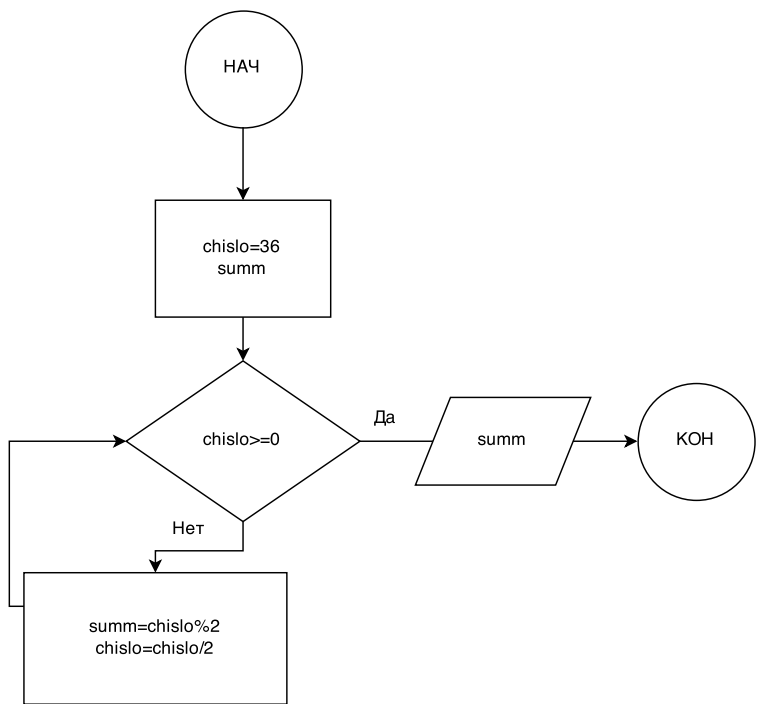 НАЧ
chislo=36
summ
chislo>=0
Да
summ
КОН
Нет
summ=chislo%2
chislo=chislo/2